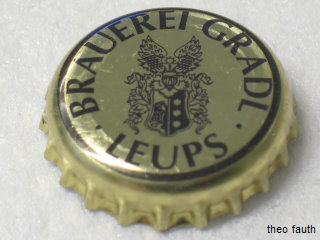 BRAUEREI GRADL
· LEUPS ·
theo fauth